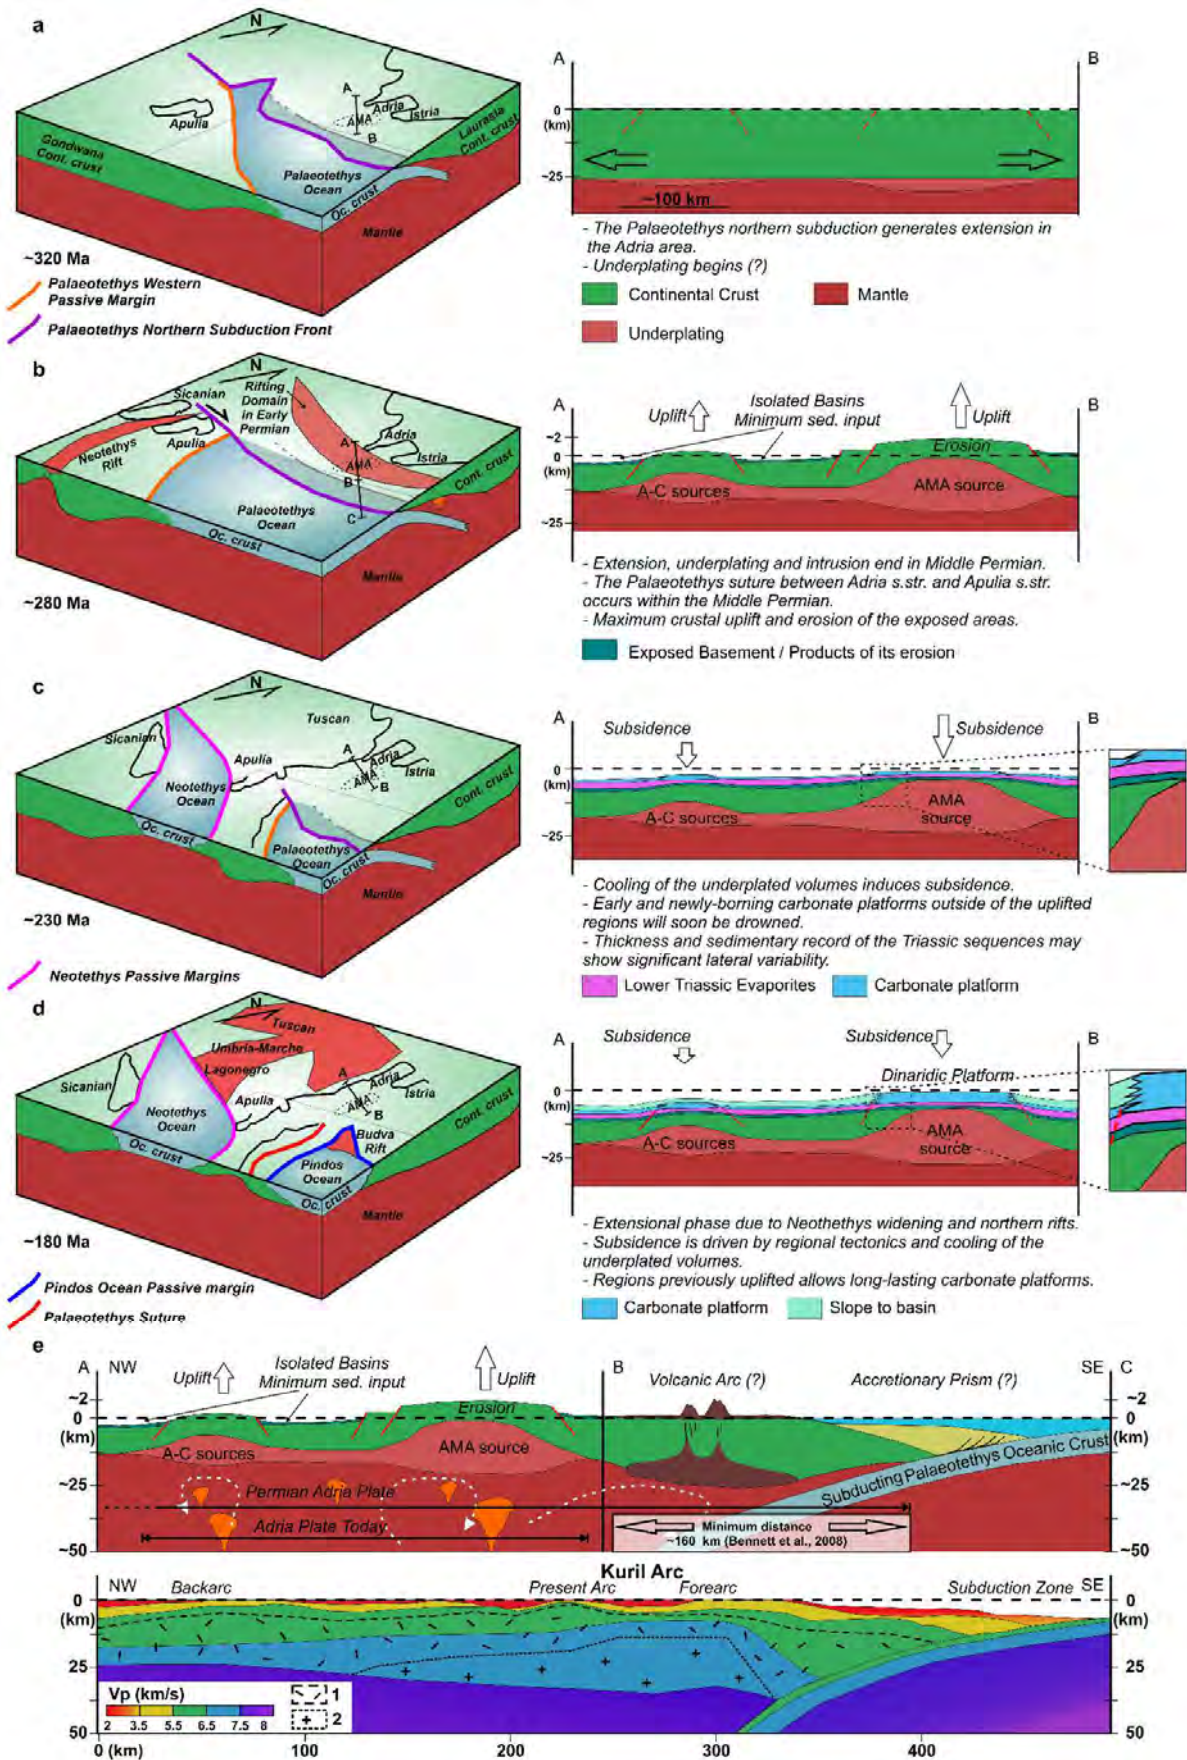 a
N
A
Adria
AMA
Istria
B
Apulia
Laurasia
Cont. crust
Gondwana
Cont. crust
Palaeotethys
Ocean
Oc. crust
Mantle
~320 Ma
Palaeotethys Western
Passive Margin
Palaeotethys Northern Subduction Front
A
B
0
(km)
~25
~100 km
- The Palaeotethys northern subduction generates extension in
the Adria area.
- Underplating begins (?)
Continental Crust
Mantle
Underplating
b
N
Rifting
Domain
in Early
Permian
Sicanian
Apulia
Neotethys
Rift
A
Adria
Istria
AMA
B
C
Cont. crust
Palaeotethys
Ocean
Oc. crust
Mantle
~280 Ma
A
B
Uplift
Isolated Basins
Minimum sed. input
Uplift
~2
0
(km)
~25
Erosion
A-C sources
AMA source
- Extension, underplating and intrusion end in Middle Permian.
- The Palaeotethys suture between Adria s.str. and Apulia s.str.
occurs within the Middle Permian.
- Maximum crustal uplift and erosion of the exposed areas.
Exposed Basement / Products of its erosion
c
N
Tuscan
Sicanian
Apulia
A
Adria
AMA
Istria
B
Neotethys
Ocean
Cont. crust
Oc. crust
Palaeotethys
Ocean
Oc. crust
Mantle
~230 Ma
Neotethys Passive Margins
A
B
Subsidence
Subsidence
0
(km)
~25
A-C sources
AMA
source
- Cooling of the underplated volumes induces subsidence.
- Early and newly-borning carbonate platforms outside of the uplifted
regions will soon be drowned.
- Thickness and sedimentary record of the Triassic sequences may
show significant lateral variability.
Lower Triassic Evaporites
Carbonate platform
d
N
Tuscan
Umbria-Marche
Lagonegro
Sicanian
Apulia
A
Adria
AMA
Istria
B
Neotethys
Ocean
Budva
Rift
Pindos
Ocean
Cont. crust
Oc. crust
Oc. crust
Mantle
~180 Ma
Pindos Ocean Passive margin
Palaeotethys Suture
A
B
Subsidence
Subsidence
Dinaridic Platform
0
(km)
~25
A-C sources
AMA
source
- Extensional phase due to Neothethys widening and northern rifts.
- Subsidence is driven by regional tectonics and cooling of the
underplated volumes.
- Regions previously uplifted allows long-lasting carbonate platforms.
Carbonate platform
Slope to basin
e
A NW
B
SE C
Uplift
Isolated Basins
Minimum sed. input
Uplift
Volcanic Arc (?)
Accretionary Prism (?)
~2
0
(km)
~25
~50
Erosion
A-C sources
AMA source
Permian Adria Plate
Adria Plate Today
Subducting Palaeotethys Oceanic Crust
Minimum distance
~160 km (Bennett et al., 2008)
~2
0
(km)
~25
~50
Kuril Arc
NW
Backarc
Present Arc
Forearc
Subduction Zone
SE
0
(km)
25
50
0
(km)
25
50
Vp (km/s)
2 3.5 5.5 6.5 7.5 8
1
2
0 (km)
100
200
300
400